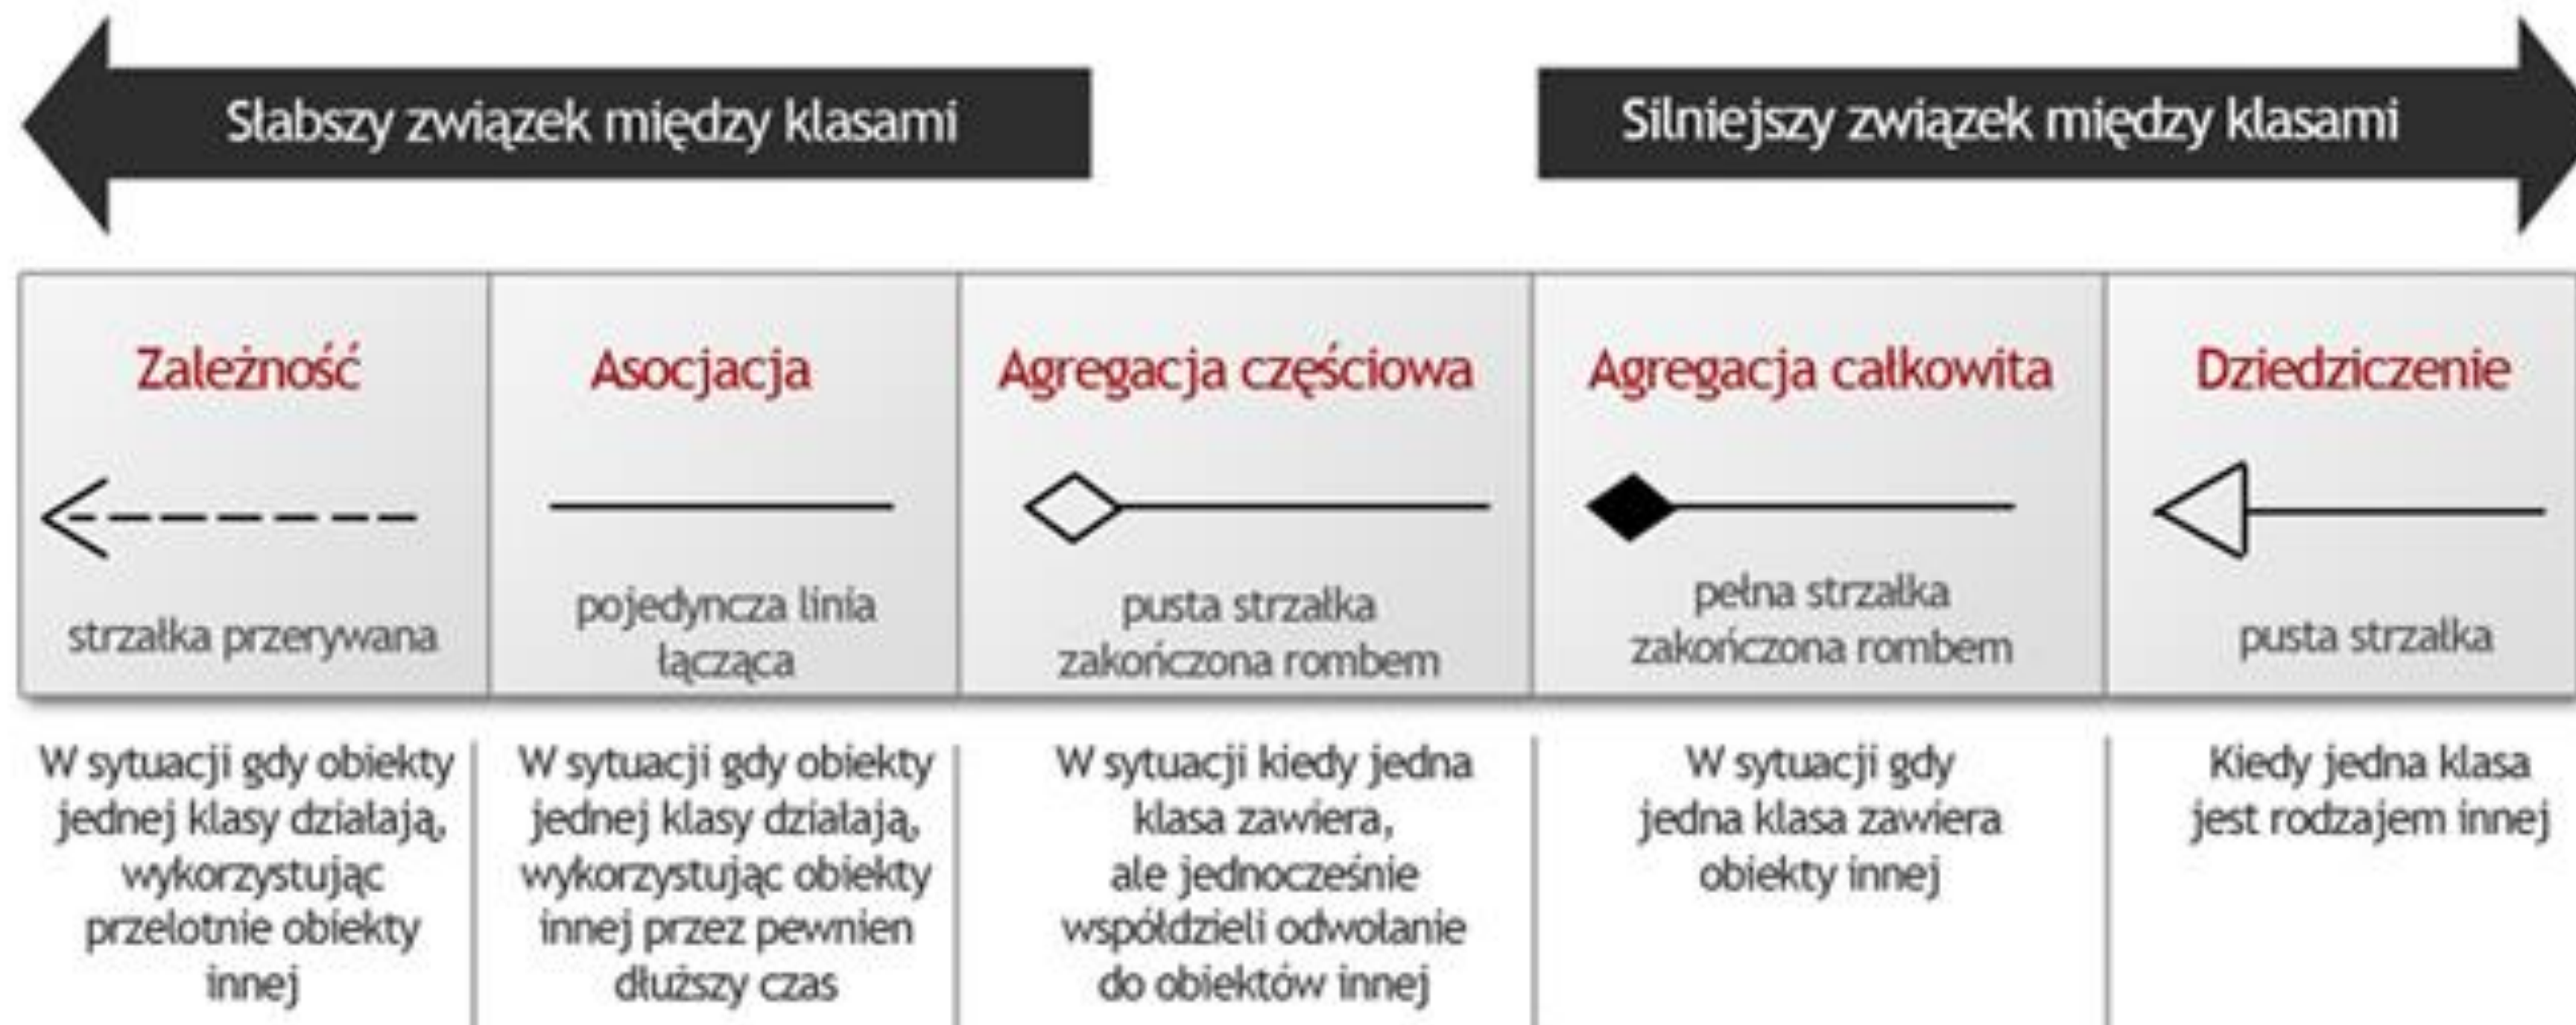 Słabszy związek między klasami
Silniejszy związek między klasami
Zależność
strzałka przerywana
W sytuacji gdy obiekty
jednej klasy działają,
wykorzystując
przelotnie obiekty
innej
Asocjacja
pojedyncza linia
łącząca
W sytuacji gdy obiekty
jednej klasy działają,
wykorzystując obiekty
innej przez pewnien
dłuższy czas
Agregacja częściowa
pusta strzałka
zakończona rombem
W sytuacji kiedy jedna
klasa zawiera,
ale jednocześnie
współdzieli odwołanie
do obiektów innej
Agregacja całkowita
pełna strzałka
zakończona rombem
W sytuacji gdy
jedna klasa zawiera
obiekty innej
Dziedziczenie
pusta strzałka
Kiedy jedna klasa
jest rodzajem innej